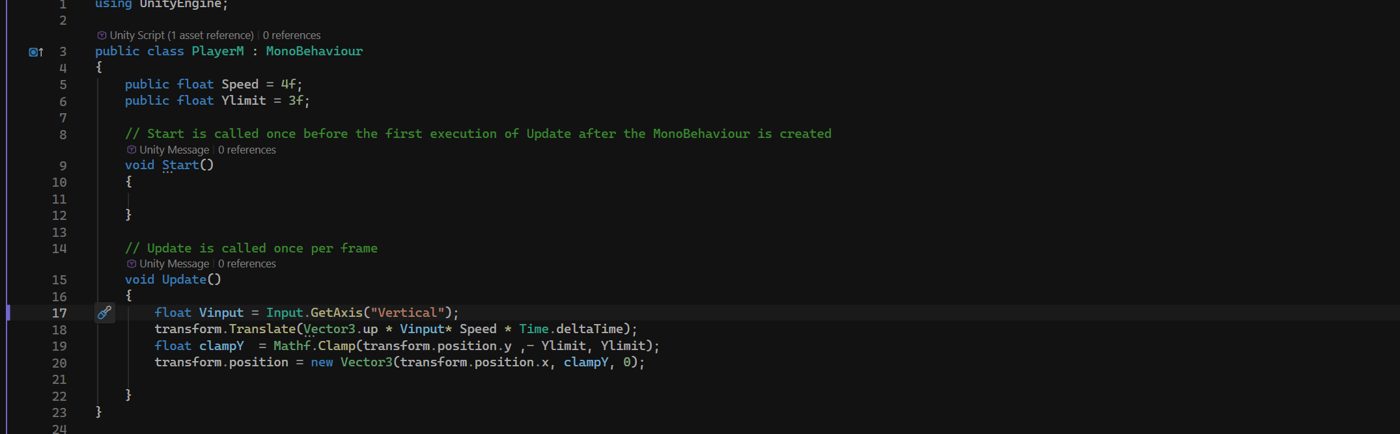 1 using UnityEngine;
2
Unity Script (1 asset reference) | 0 references
3 public class PlayerM : MonoBehaviour
4 {
5 public float Speed = 4f;
6 public float Ylimit = 3f;
7
8 // Start is called once before the first execution of Update after the MonoBehaviour is created
Unity Message | 0 references
9 void Start()
10 {
11
12 }
13
14 // Update is called once per frame
Unity Message | 0 references
15 void Update()
16 {
17 float Vinput = Input.GetAxis("Vertical");
18 transform.Translate(Vector3.up * Vinput* Speed * Time.deltaTime);
19 float clampY  = Mathf.Clamp(transform.position.y ,- Ylimit, Ylimit);
20 transform.position = new Vector3(transform.position.x, clampY, 0);
21
22 }
23 }
24